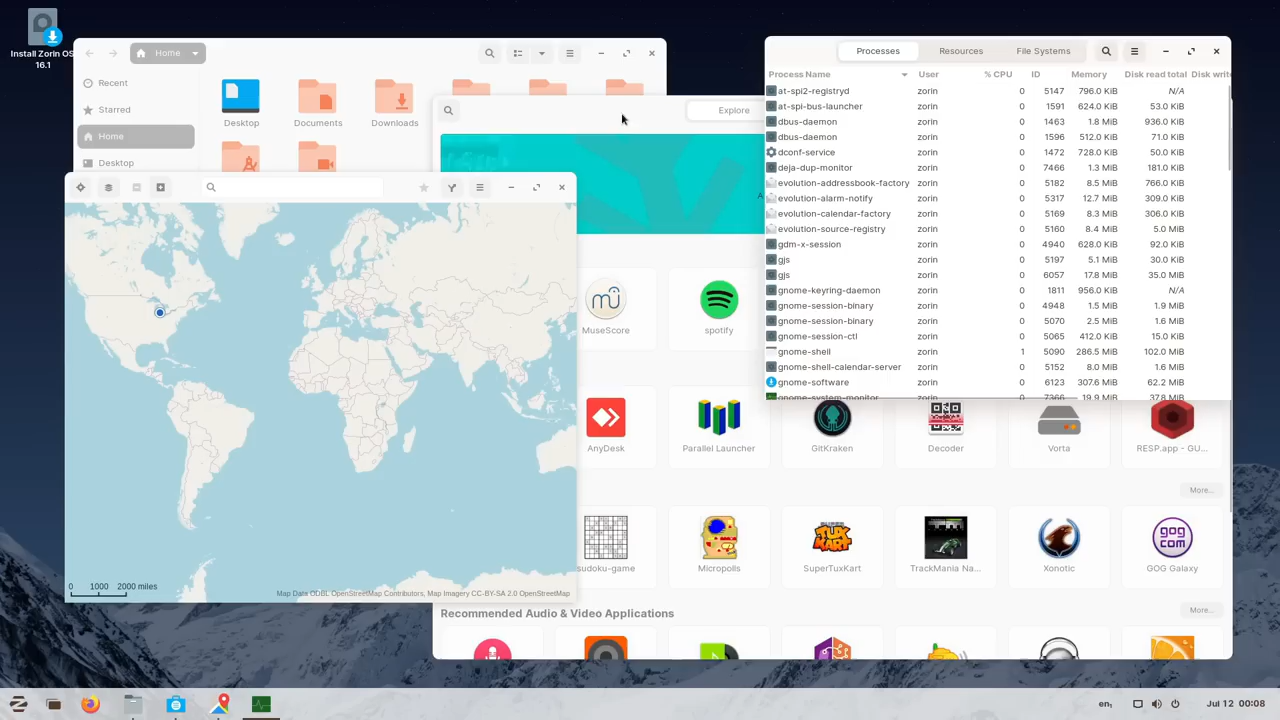 Install Zorin OS
16.1
Home
Recent
Starred
Home
Desktop
Desktop
Documents
Downloads
Explore
MuseScore
spotify
AnyDesk
Parallel Launcher
GitKraken
Decoder
Vorta
RESP.app - GU...
More...
sudoku-game
Micropolis
SuperTuxKart
TrackMania Na...
Xonotic
GOG Galaxy
gog
com
Recommended Audio & Video Applications
More...
0 1000 2000 miles
Map Data ODBL OpenStreetMap Contributors, Map Imagery CC-BY-SA 2.0 OpenStreetMap
Processes Resources File Systems
Process Name User % CPU ID Memory Disk read total Disk write
at-spi2-registryd zorin 0 5147 796.0 KiB N/A
at-spi-bus-launcher zorin 0 1591 624.0 KiB 53.0 KiB
dbus-daemon zorin 0 1463 1.8 MiB 936.0 KiB
dbus-daemon zorin 0 1596 512.0 KiB 71.0 KiB
dconf-service zorin 0 1472 728.0 KiB 50.0 KiB
deja-dup-monitor zorin 0 7466 1.3 MiB 181.0 KiB
evolution-addressbook-factory zorin 0 5182 8.5 MiB 766.0 KiB
evolution-alarm-notify zorin 0 5317 12.7 MiB 309.0 KiB
evolution-calendar-factory zorin 0 5169 8.3 MiB 306.0 KiB
evolution-source-registry zorin 0 5160 8.4 MiB 5.0 MiB
gdm-x-session zorin 0 4940 628.0 KiB 92.0 KiB
gjs zorin 0 5197 5.1 MiB 30.0 KiB
gjs zorin 0 6057 17.8 MiB 35.0 MiB
gnome-keyring-daemon zorin 0 1811 956.0 KiB N/A
gnome-session-binary zorin 0 4948 1.5 MiB 1.9 MiB
gnome-session-binary zorin 0 5070 2.5 MiB 1.6 MiB
gnome-session-ctl zorin 0 5065 412.0 KiB 15.0 KiB
gnome-shell zorin 1 5090 286.5 MiB 102.0 MiB
gnome-shell-calendar-server zorin 0 5152 8.0 MiB 1.6 MiB
gnome-software zorin 0 6123 307.6 MiB 62.2 MiB
gnome-system-monitor zorin 0 7366 19.9 MiB 37.8 MiB
en₁ Jul 12 00:08